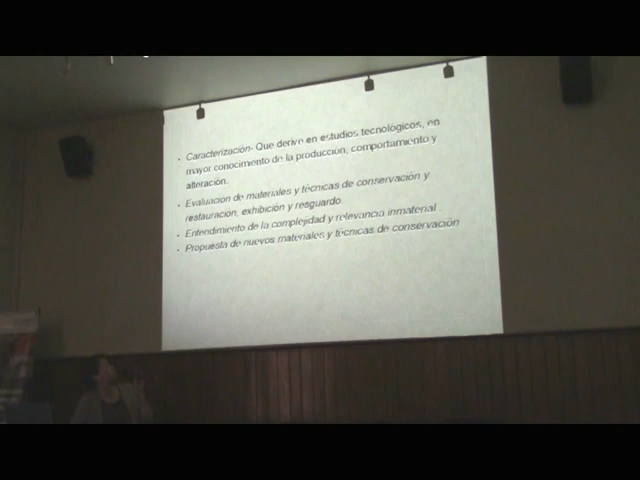 • Caracterización- Que derive en estudios tecnológicos, en
mayor conocimiento de la producción, comportamiento y
alteración.
• Evaluación de materiales y técnicas de conservación y
restauración, exhibición y resguardo.
• Entendimiento de la complejidad y relevancia inmaterial .
• Propuesta de nuevos materiales y técnicas de conservación